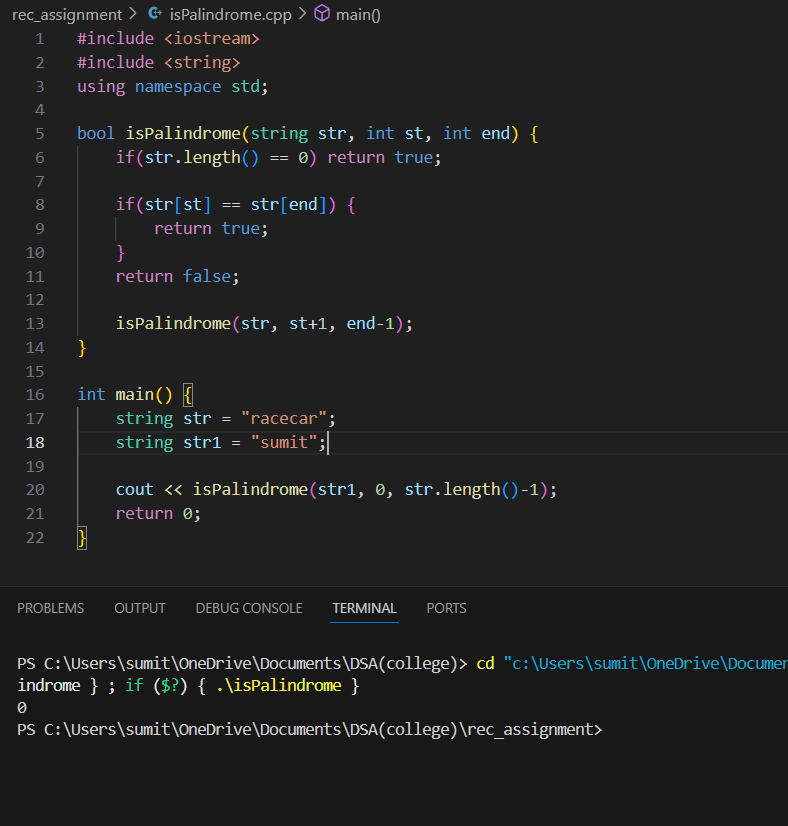 rec_assignment > isPalindrome.cpp > main()
1 #include <iostream>
2 #include <string>
3 using namespace std;
4
5 bool isPalindrome(string str, int st, int end) {
6     if(str.length() == 0) return true;
7
8     if(str[st] == str[end]) {
9         return true;
10     }
11     return false;
12
13     isPalindrome(str, st+1, end-1);
14 }
15
16 int main() {
17     string str = "racecar";
18     string str1 = "sumit";
19
20     cout << isPalindrome(str1, 0, str.length()-1);
21     return 0;
22 }
PROBLEMS OUTPUT DEBUG CONSOLE TERMINAL PORTS
PS C:\Users\sumit\OneDrive\Documents\DSA(college)> cd "c:\Users\sumit\OneDrive\Documen
indrome } ; if ($?) { .\isPalindrome }
0
PS C:\Users\sumit\OneDrive\Documents\DSA(college)\rec_assignment>